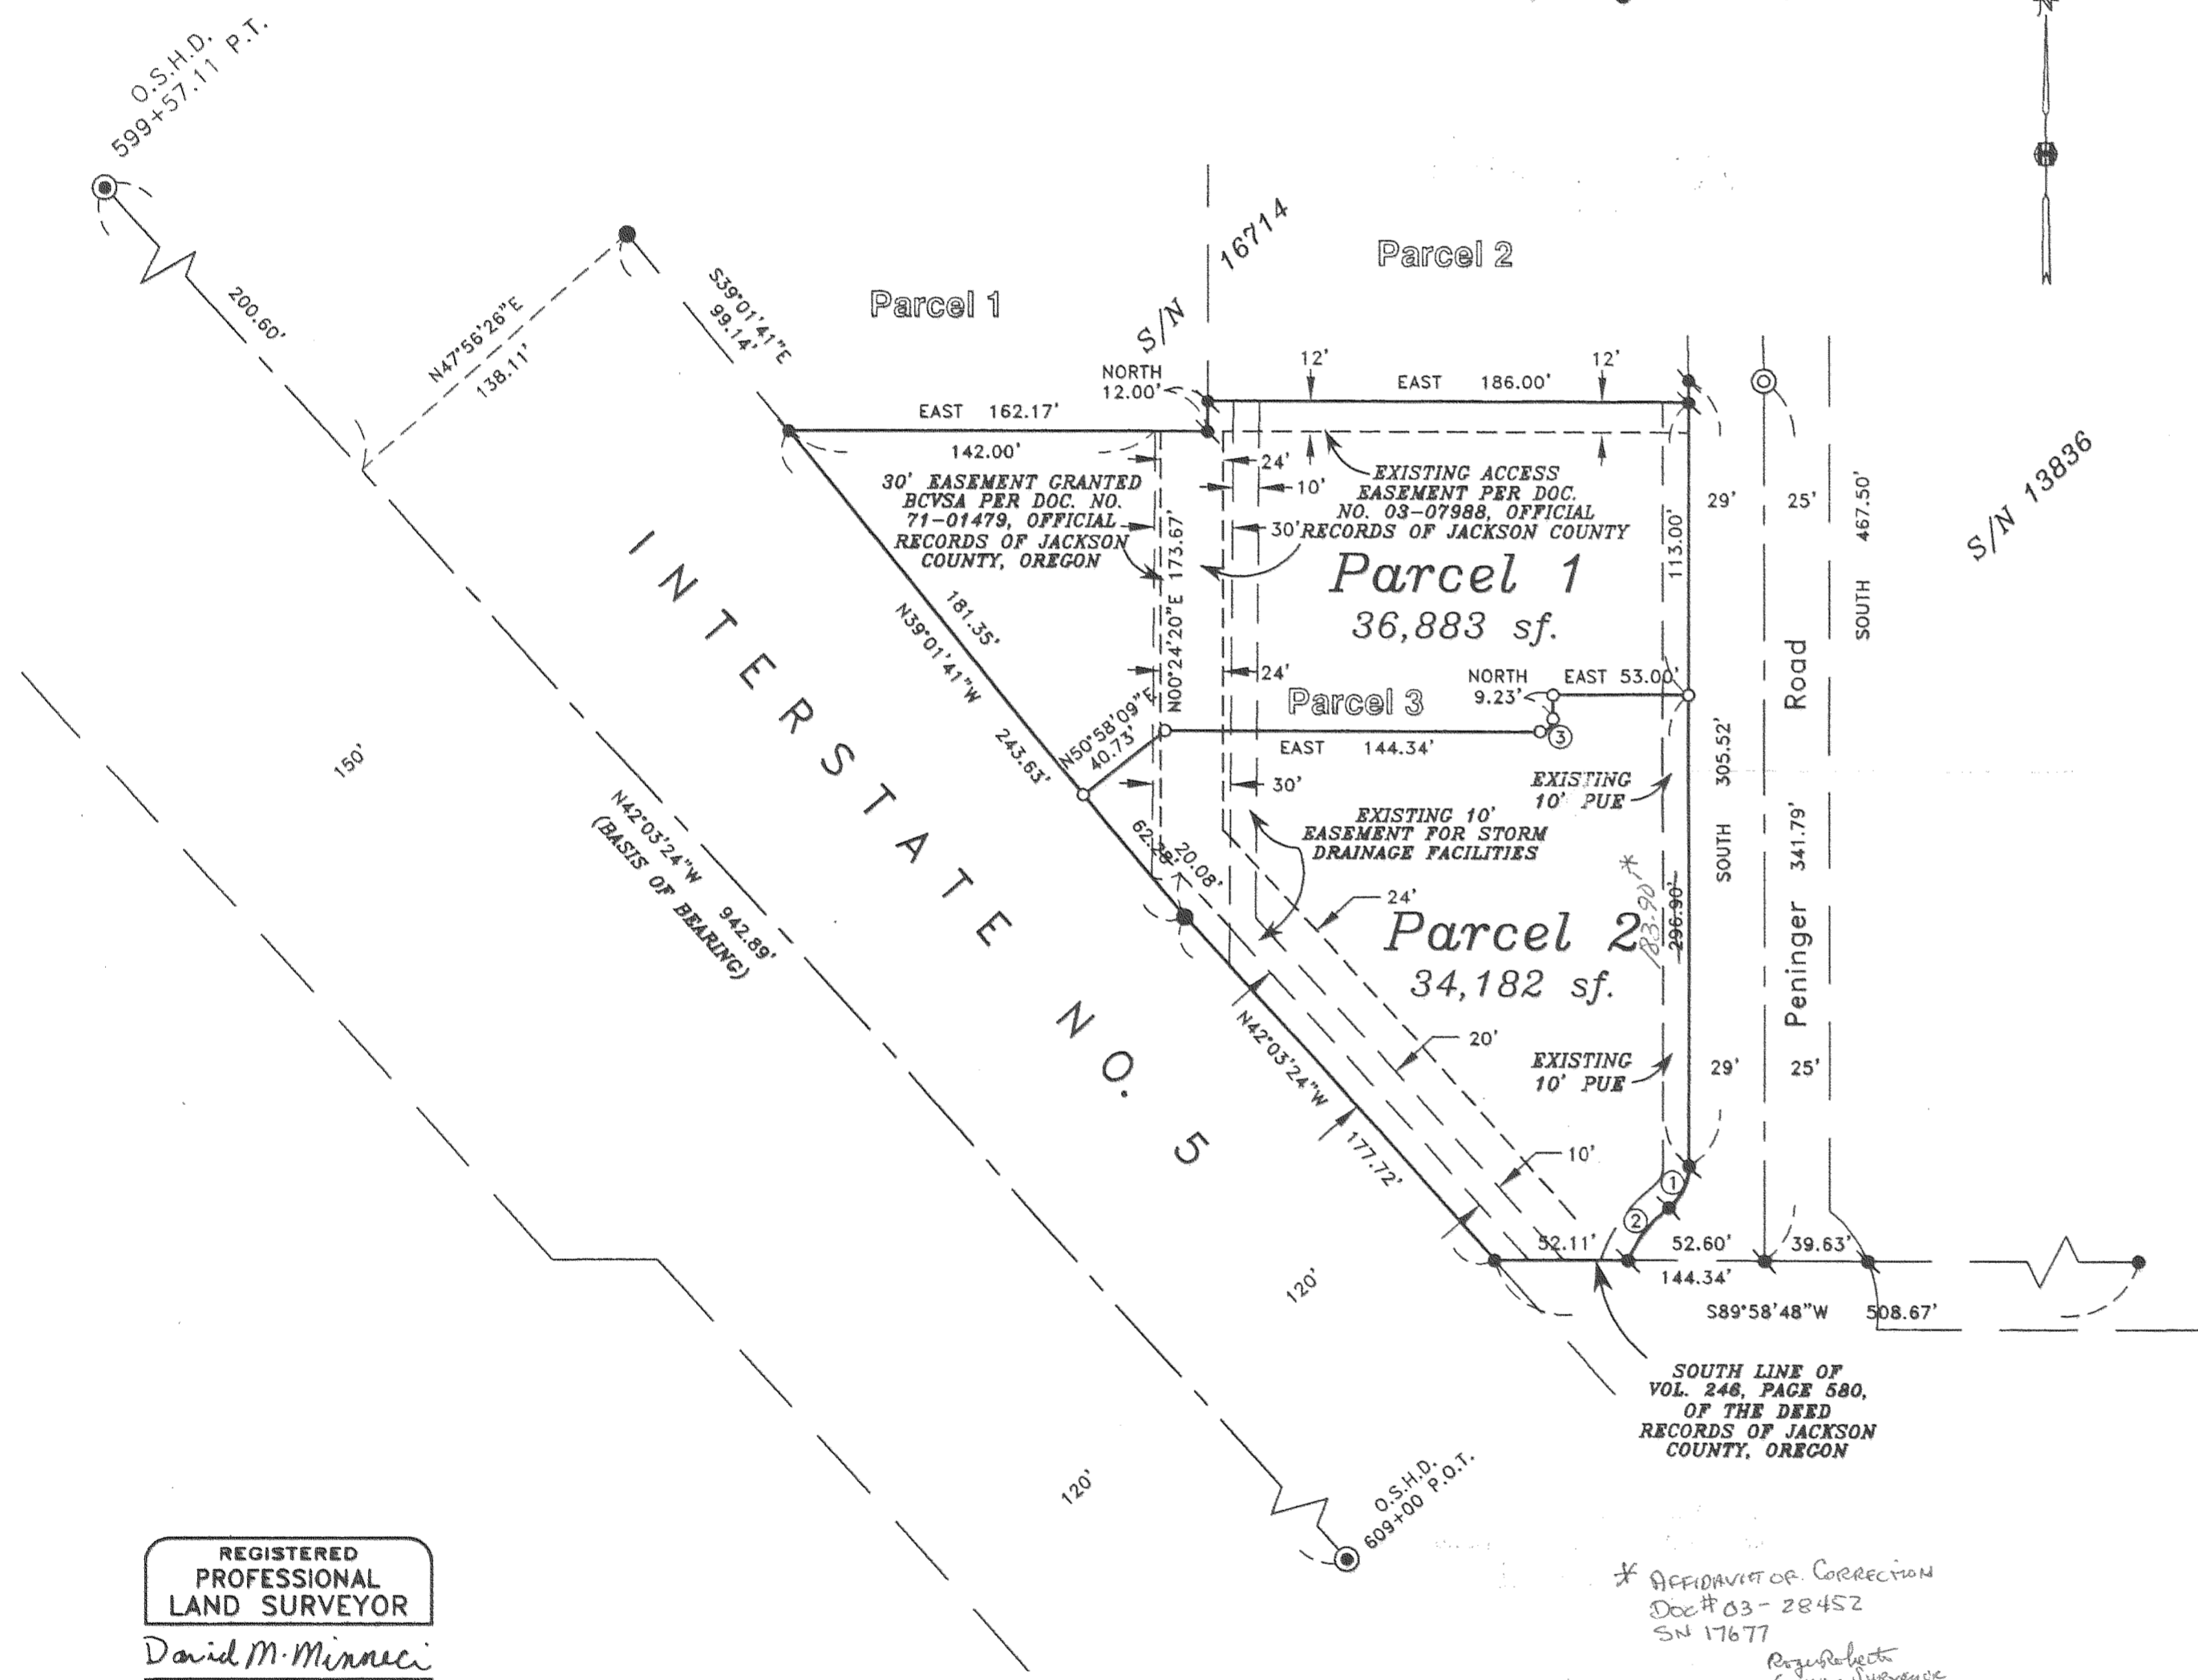 O.S.H.D.
599+57.11 P.T.
N
200.60'
N47°56'26"E
138.11'
S39°01'41"E
99.14'
Parcel 1
S/N 16714
Parcel 2
NORTH
12.00'
12'
12'
EAST 186.00'
EAST 162.17'
142.00'
30' EASEMENT GRANTED
BCVSA PER DOC. NO.
71-01479, OFFICIAL
RECORDS OF JACKSON
COUNTY, OREGON
24'
10'
30'
EXISTING ACCESS
EASEMENT PER DOC.
NO. 03-07988, OFFICIAL
RECORDS OF JACKSON COUNTY
29'
25'
SOUTH 467.50'
S/N 13836
113.00'
N00°24'20"E 173.67'
Parcel 1
36,883 sf.
INTERSTATE NO. 5
181.35'
N39°01'41"W 243.63'
24'
Parcel 3
NORTH
9.23'
EAST 53.00'
3
N50°58'09"E
40.73'
EAST 144.34'
30'
EXISTING
10' PUE
SOUTH 305.52'
Peninger Road
341.79'
150'
N42°03'24"W 942.89'
(BASIS OF BEARING)
62.28'
20.08'
EXISTING 10'
EASEMENT FOR STORM
DRAINAGE FACILITIES
24'
Parcel 2
34,182 sf.
183.90' *
296.90'
N42°03'24"W 177.72'
20'
EXISTING
10' PUE
29'
25'
10'
1
2
52.11'
52.60'
39.63'
144.34'
S89°58'48"W 508.67'
120'
120'
SOUTH LINE OF
VOL. 246, PAGE 580,
OF THE DEED
RECORDS OF JACKSON
COUNTY, OREGON
O.S.H.D.
609+00 P.O.T.
REGISTERED
PROFESSIONAL
LAND SURVEYOR
David M. Minneci
* AFFIDAVIT OF CORRECTION
Doc# 03-28452
SN 17677
Roger Roberts
Surveyor